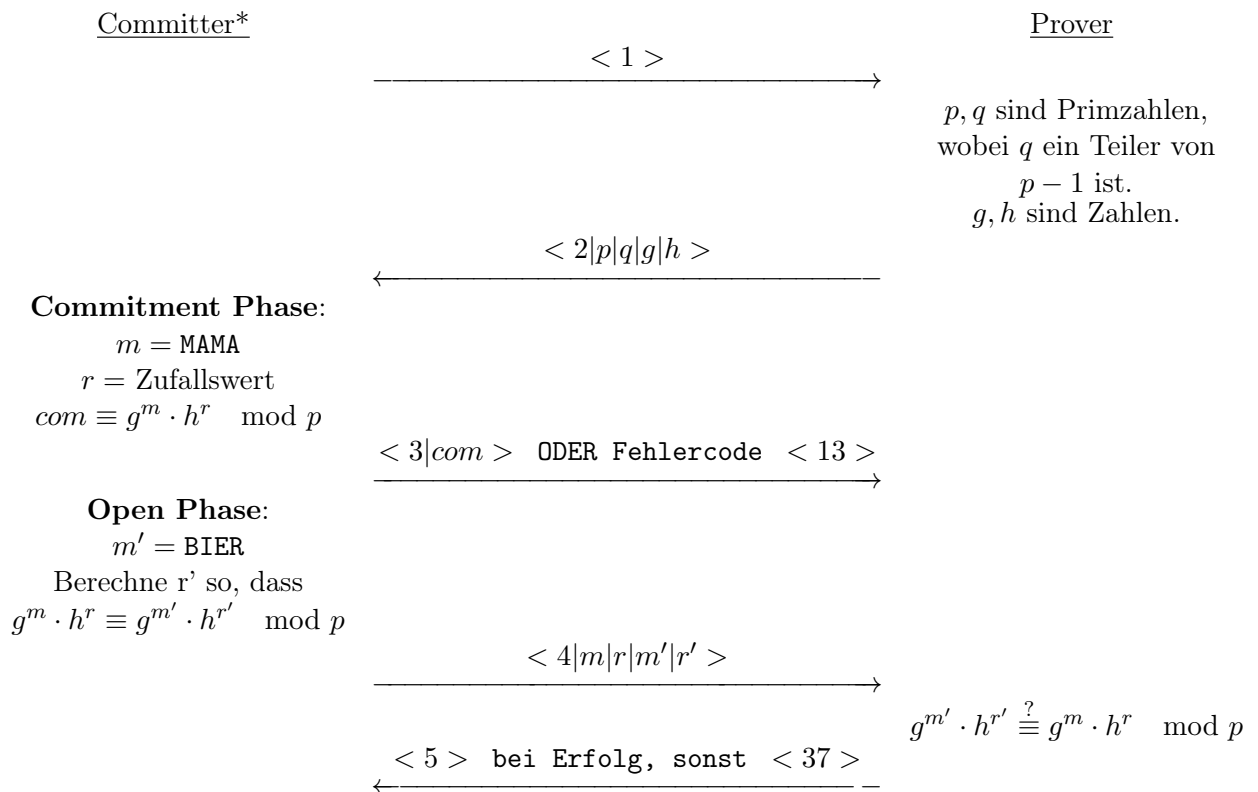 Committer*
Prover
< 1 >
p, q sind Primzahlen,
wobei q ein Teiler von
p − 1 ist.
g, h sind Zahlen.
< 2|p|q|g|h >
Commitment Phase:
m = MAMA
r = Zufallswert
com ≡ g^m · h^r mod p
< 3|com > ODER Fehlercode < 13 >
Open Phase:
m′ = BIER
Berechne r' so, dass
g^m · h^r ≡ g^{m′} · h^{r′} mod p
< 4|m|r|m′|r′ >
g^{m′} · h^{r′} ≟ g^m · h^r mod p
< 5 > bei Erfolg, sonst < 37 >